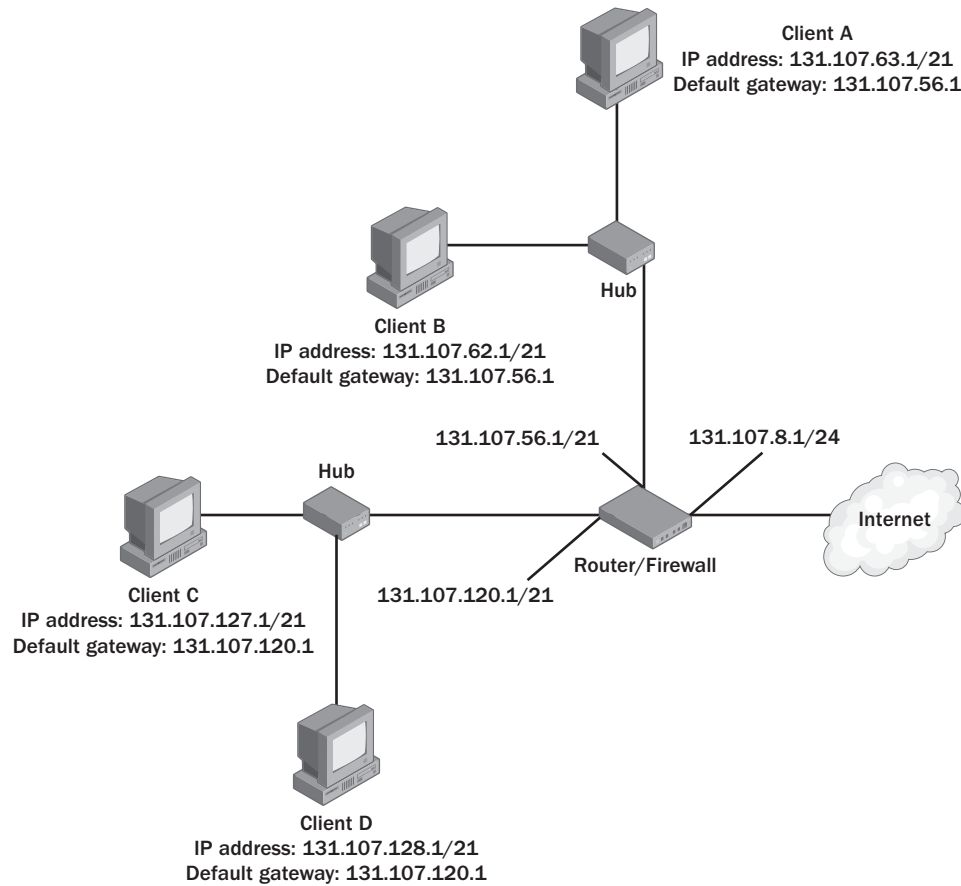 Client A
IP address: 131.107.63.1/21
Default gateway: 131.107.56.1
Hub
Client B
IP address: 131.107.62.1/21
Default gateway: 131.107.56.1
131.107.56.1/21
131.107.8.1/24
Hub
Internet
Router/Firewall
Client C
IP address: 131.107.127.1/21
Default gateway: 131.107.120.1
131.107.120.1/21
Client D
IP address: 131.107.128.1/21
Default gateway: 131.107.120.1